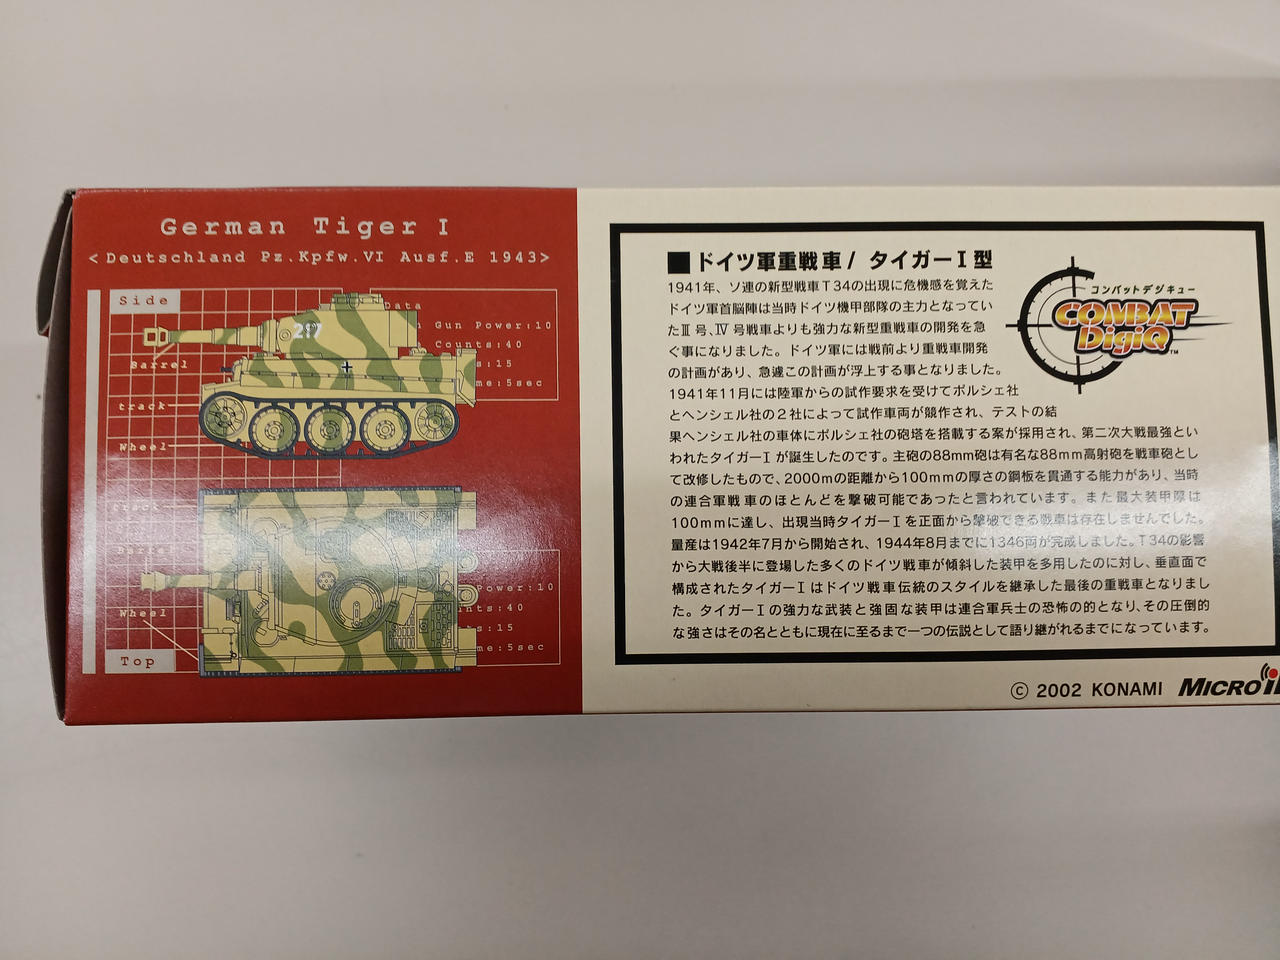 German Tiger I
<Deutschland Pz.Kpfw.VI Ausf.E 1943>
Side
Data
Gun Power:10
Counts:40
:15
me:5sec
297
Barrel
track
Wheel
track
Barrel
Wheel
Top
Power:10
nts:40
s:15
me:5sec
■ドイツ軍重戦車/ タイガーⅠ型
1941年、ソ連の新型戦車T34の出現に危機感を覚えた
ドイツ軍首脳陣は当時ドイツ機甲部隊の主力となってい
たⅢ号、Ⅳ号戦車よりも強力な新型重戦車の開発を急
ぐ事になりました。ドイツ軍には戦前より重戦車開発
の計画があり、急遽この計画が浮上する事となりました。
1941年11月には陸軍からの試作要求を受けてポルシェ社
とヘンシェル社の2社によって試作車両が競作され、テストの結
果ヘンシェル社の車体にポルシェ社の砲塔を搭載する案が採用され、第二次大戦最強とい
われたタイガーⅠが誕生したのです。主砲の88mm砲は有名な88mm高射砲を戦車砲とし
て改修したもので、2000mの距離から100mmの厚さの鋼板を貫通する能力があり、当時
の連合軍戦車のほとんどを撃破可能であったと言われています。また最大装甲厚は
100mmに達し、出現当時タイガーⅠを正面から撃破できる戦車は存在しませんでした。
量産は1942年7月から開始され、1944年8月までに1346両が完成しました。T34の影響
から大戦後半に登場した多くのドイツ戦車が傾斜した装甲を多用したのに対し、垂直面で
構成されたタイガーⅠはドイツ戦車伝統のスタイルを継承した最後の重戦車となりまし
た。タイガーⅠの強力な武装と強固な装甲は連合軍兵士の恐怖の的となり、その圧倒的
な強さはその名とともに現在に至るまで一つの伝説として語り継がれるまでになっています。
コンバットデジキュー
COMBAT
DigiQ™
© 2002 KONAMI
MICRO